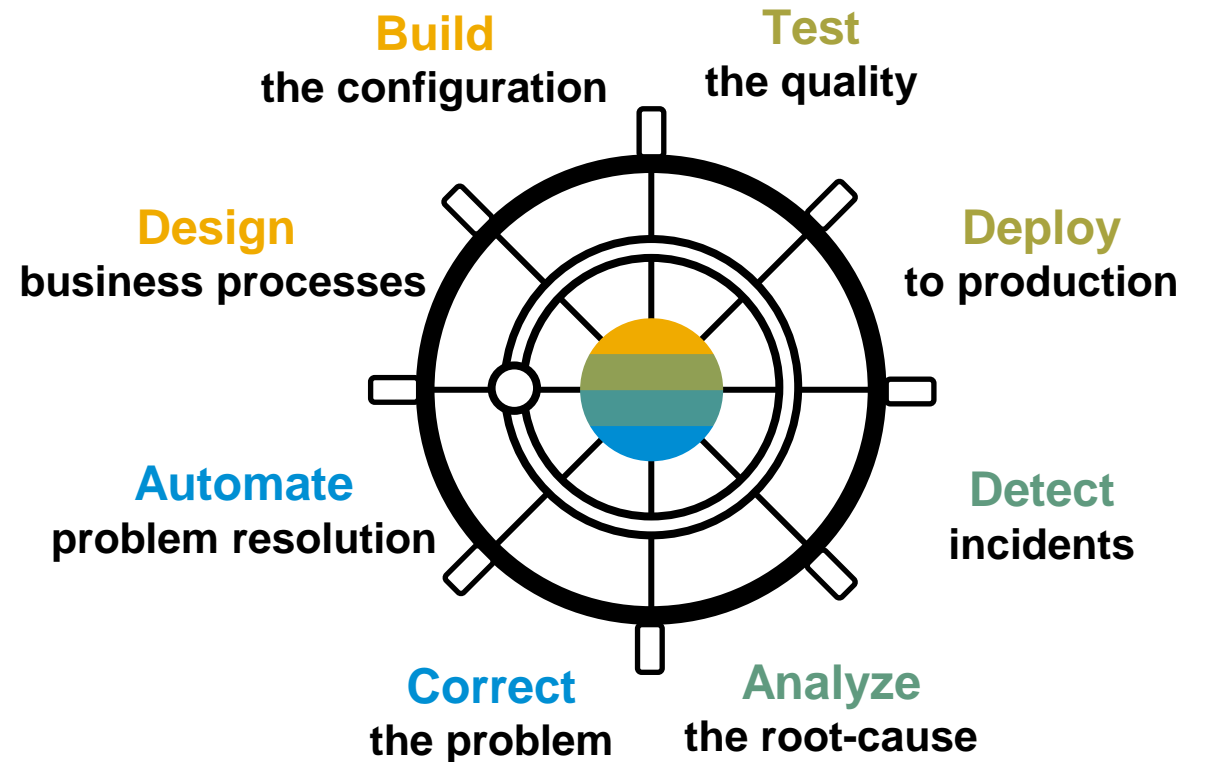 Build
the configuration
Test
the quality
Design
business processes
Deploy
to production
Automate
problem resolution
Detect
incidents
Correct
the problem
Analyze
the root-cause